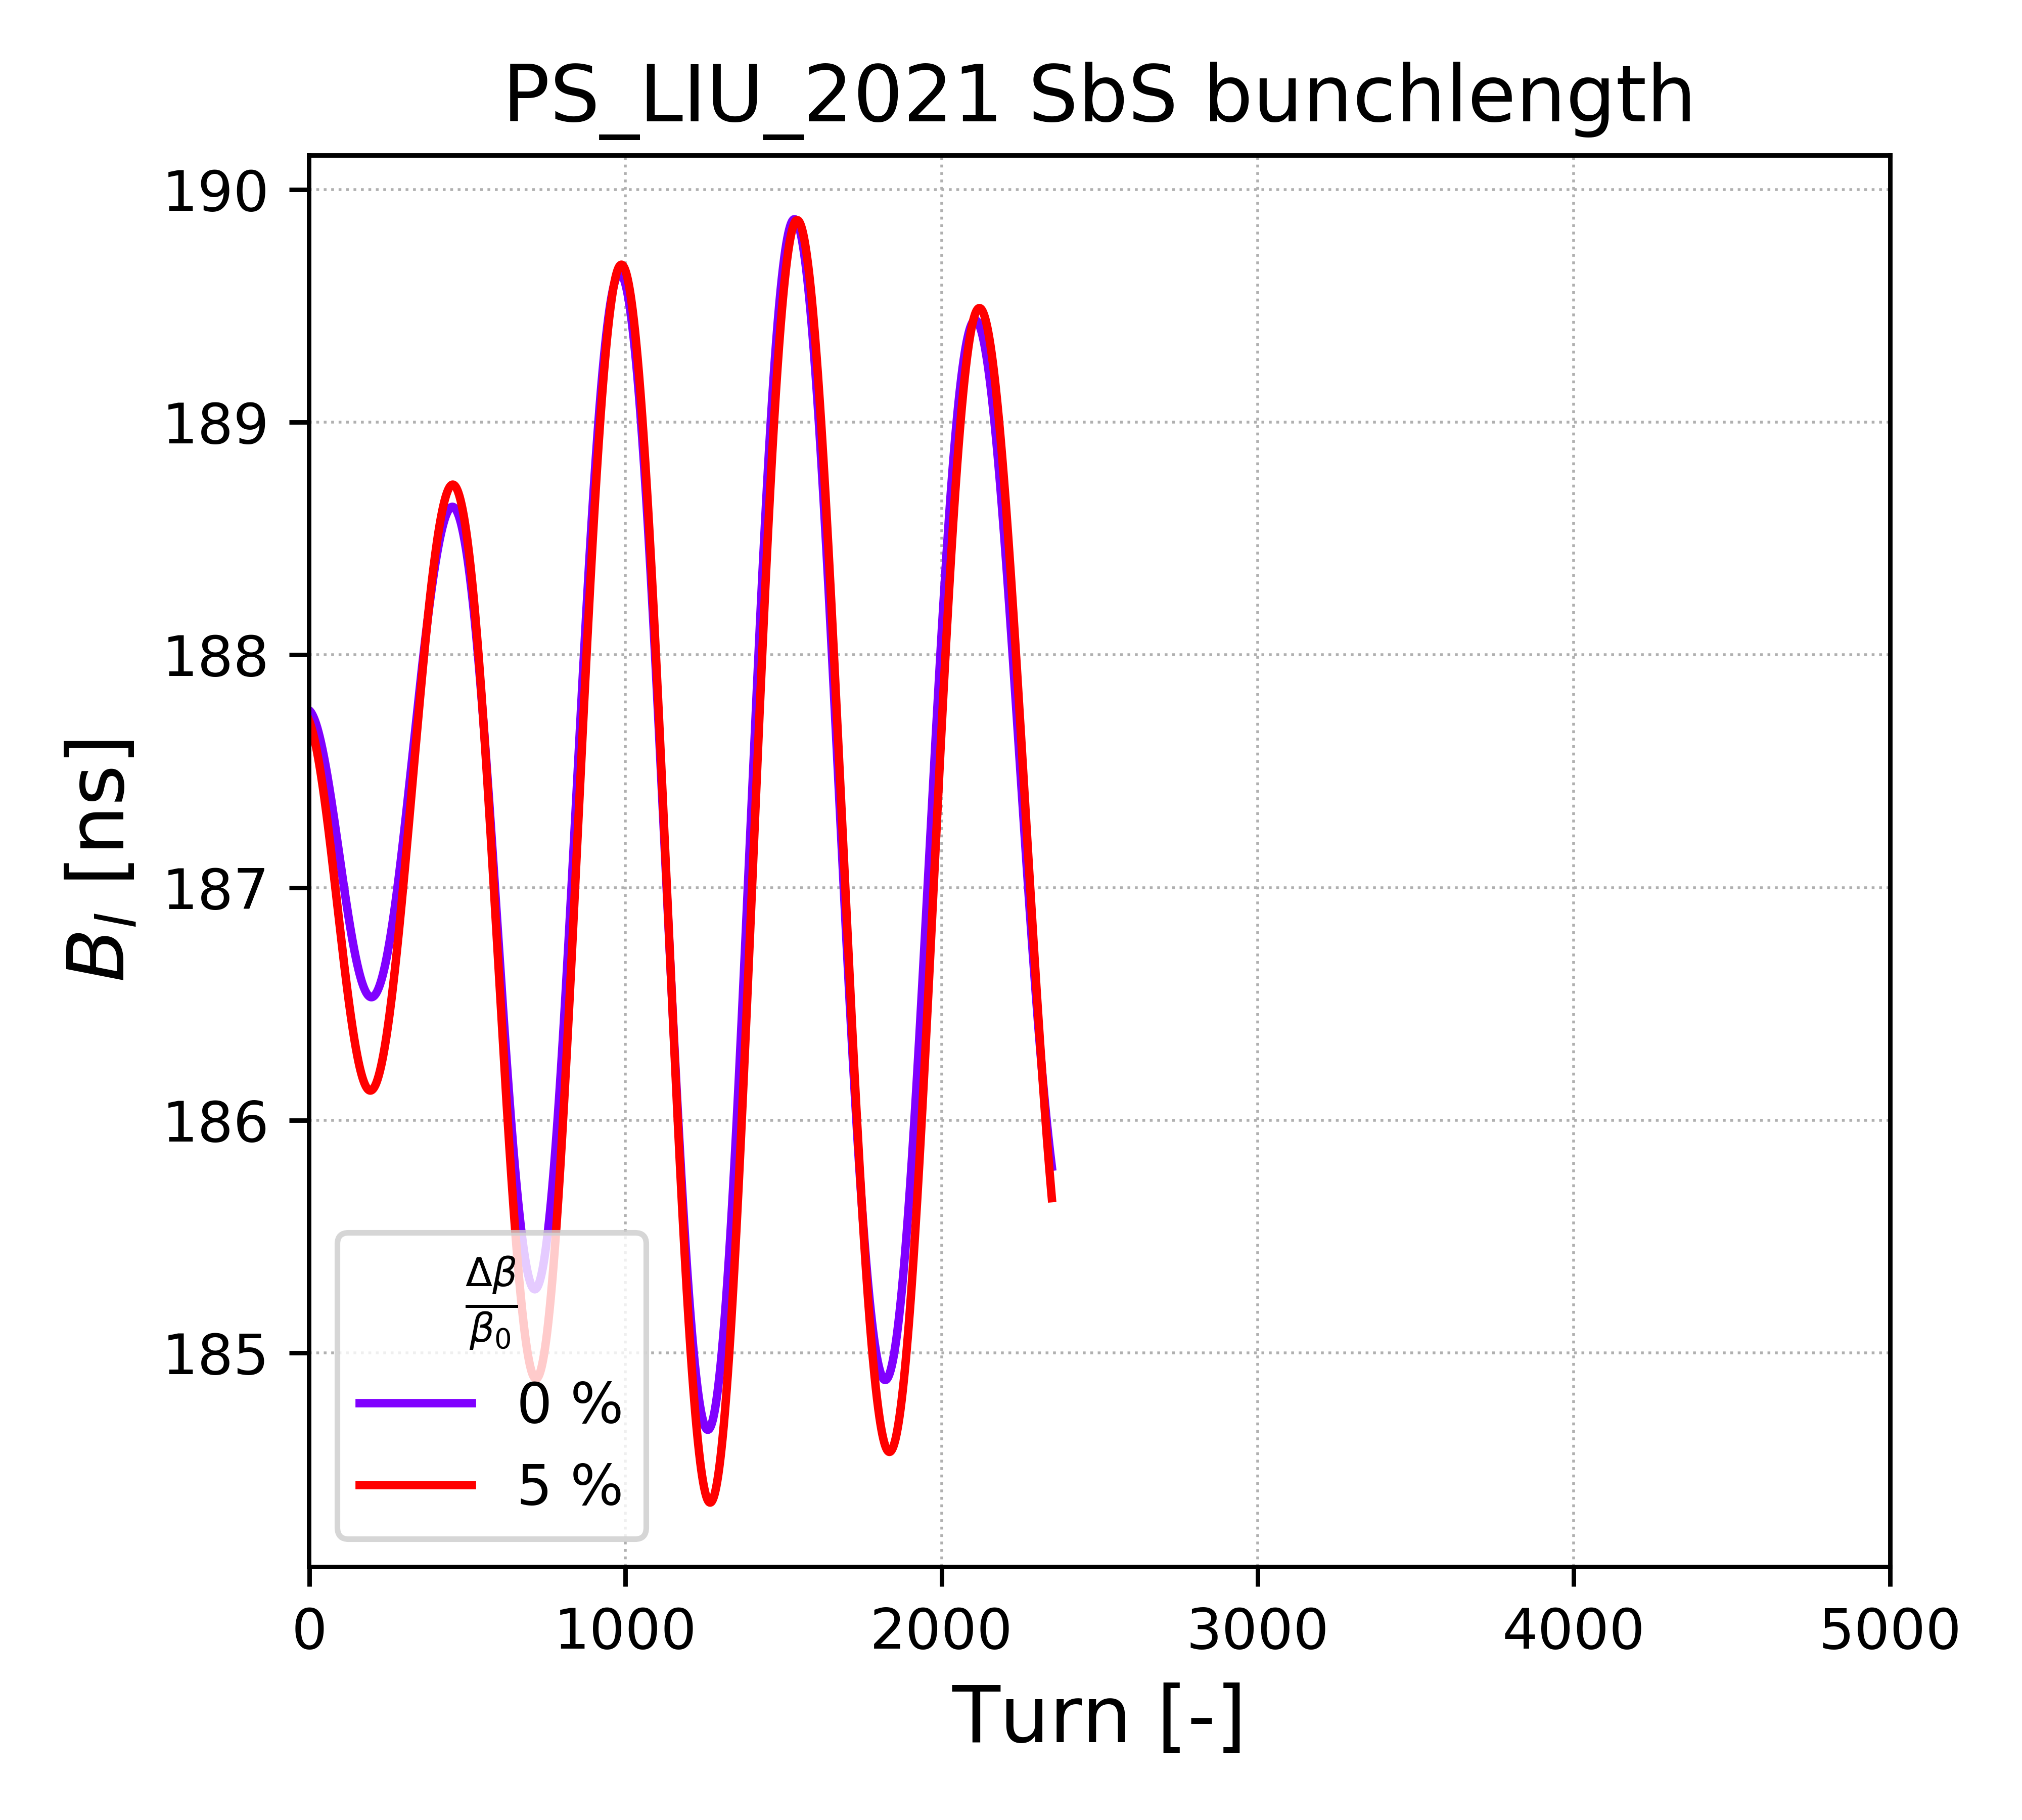 PS_LIU_2021 SbS bunchlength
190
189
188
187
186
185
B_l [ns]
Δβ
β₀
0 %
5 %
0 1000 2000 3000 4000 5000
Turn [-]